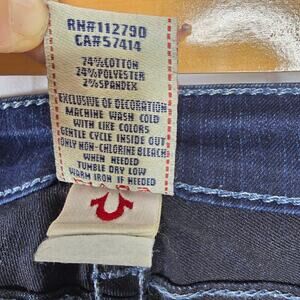 RN#112790
CA#57414
74%COTTON
24%POLYESTER
2%SPANDEX
EXCLUSIVE OF DECORATION
MACHINE WASH COLD
WITH LIKE COLORS
GENTLE CYCLE INSIDE OUT
ONLY NON-CHLORINE BLEACH
WHEN NEEDED
TUMBLE DRY LOW
WARM IRON IF NEEDED